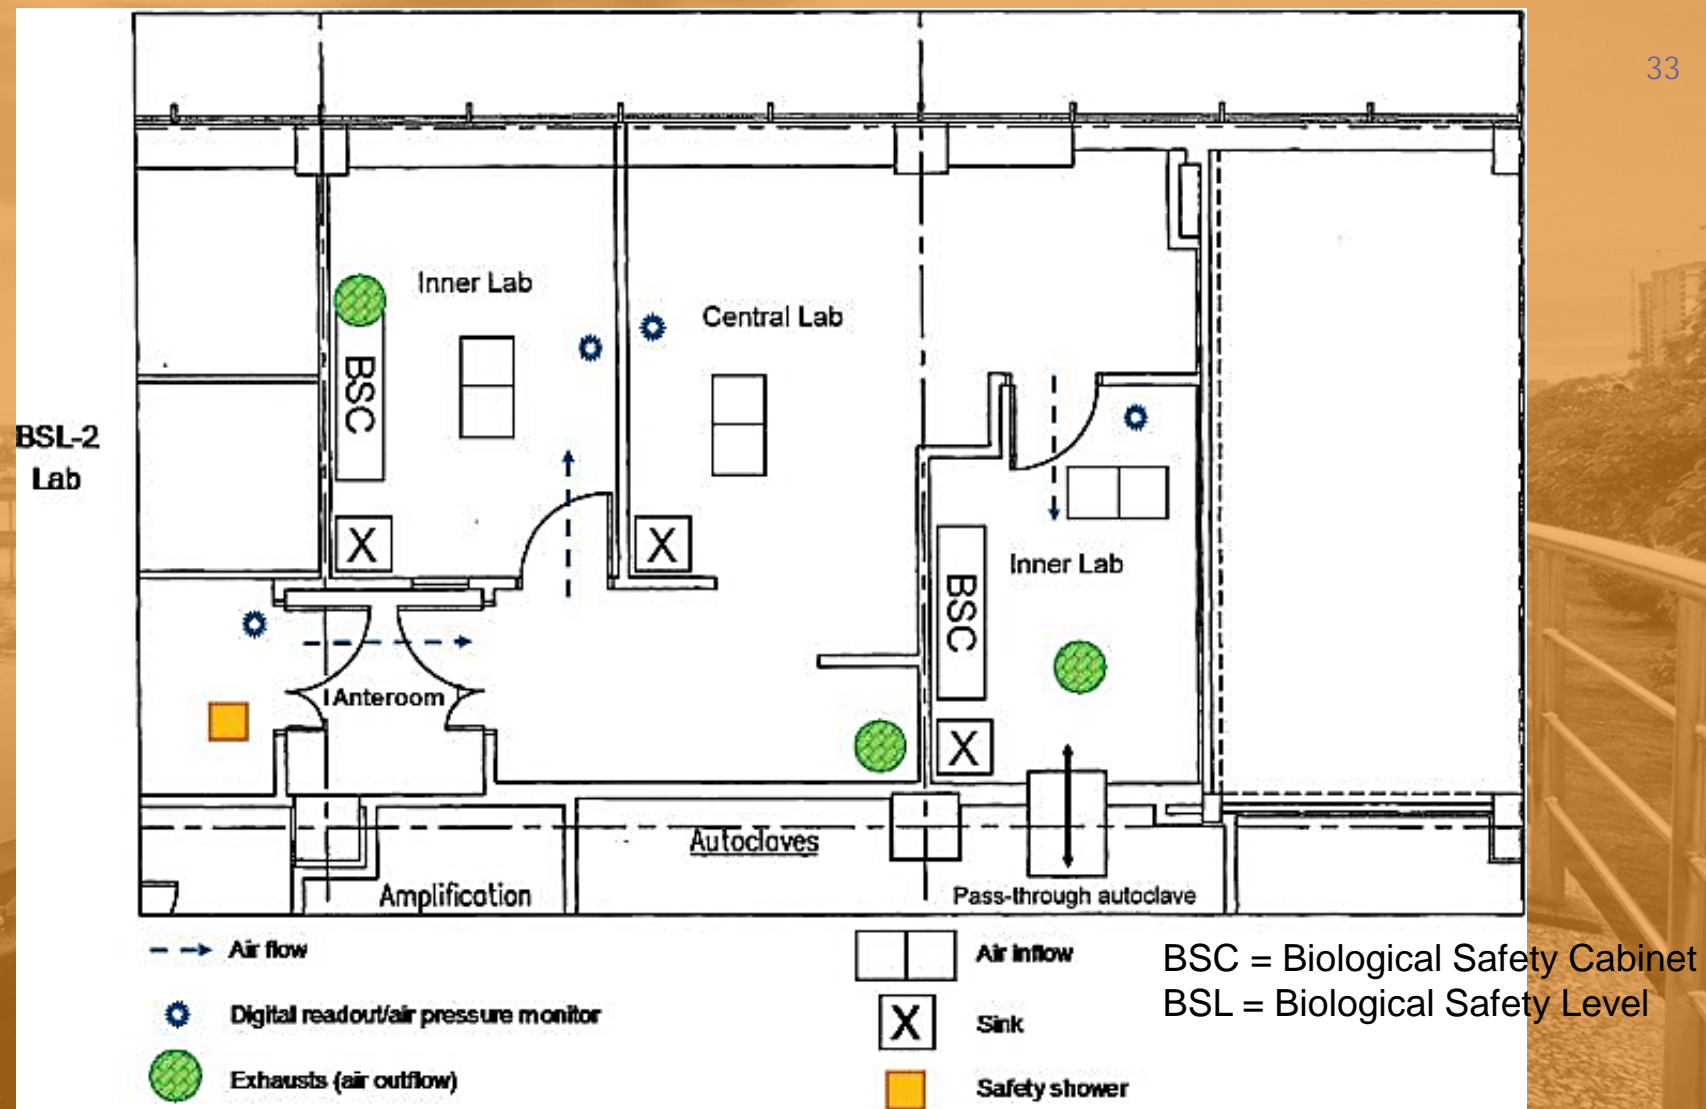 33
Inner Lab
Central Lab
BSC
BSL-2
Lab
X
X
Inner Lab
BSC
Anteroom
X
Autoclaves
Amplification
Pass-through autoclave
Air flow
Air inflow
BSC = Biological Safety Cabinet
BSL = Biological Safety Level
Digital readout/air pressure monitor
X
Sink
Exhausts (air outflow)
Safety shower